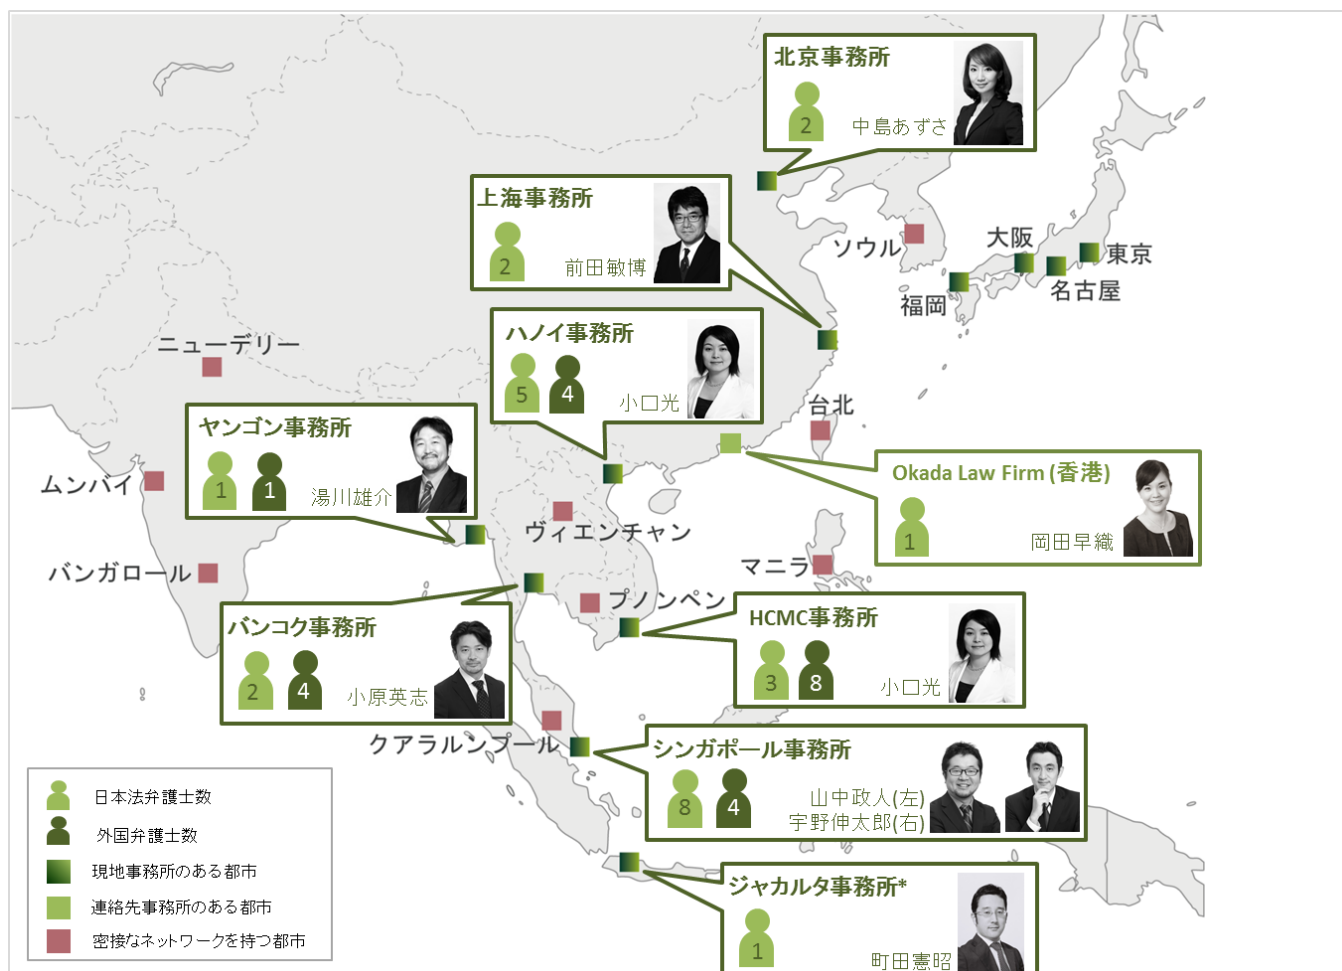 北京事務所
2
中島あずさ
上海事務所
2
前田敏博
ソウル
大阪
東京
名古屋
福岡
ハノイ事務所
5
4
小口光
ニューデリー
台北
ヤンゴン事務所
1
1
湯川雄介
ムンバイ
Okada Law Firm (香港)
1
岡田早織
ヴィエンチャン
マニラ
バンガロール
プノンペン
バンコク事務所
2
4
小原英志
HCMC事務所
3
8
小口光
クアラルンプール
シンガポール事務所
8
4
山中政人(左)
宇野伸太郎(右)
ジャカルタ事務所*
1
町田憲昭
日本法弁護士数
外国弁護士数
現地事務所のある都市
連絡先事務所のある都市
密接なネットワークを持つ都市